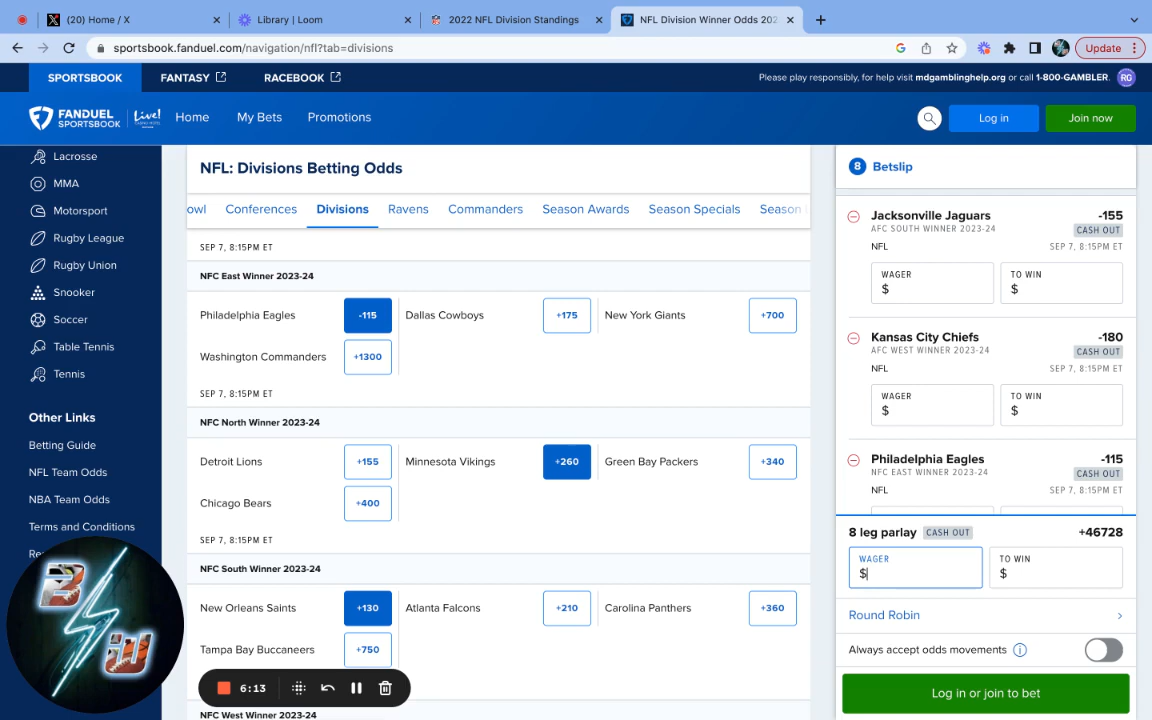 (20) Home / X
Library | Loom
2022 NFL Division Standings
NFL Division Winner Odds 202
sportsbook.fanduel.com/navigation/nfl?tab=divisions
Update
SPORTSBOOK
FANTASY
RACEBOOK
Please play responsibly, for help visit mdgamblinghelp.org or call 1-800-GAMBLER.
RG
FANDUEL SPORTSBOOK
Live!
Home
My Bets
Promotions
Log in
Join now
Lacrosse
MMA
Motorsport
Rugby League
Rugby Union
Snooker
Soccer
Table Tennis
Tennis
Other Links
Betting Guide
NFL Team Odds
NBA Team Odds
Terms and Conditions
NFL: Divisions Betting Odds
owl
Conferences
Divisions
Ravens
Commanders
Season Awards
Season Specials
Season
SEP 7, 8:15PM ET
NFC East Winner 2023-24
Philadelphia Eagles -115 Dallas Cowboys +175 New York Giants +700
Washington Commanders +1300
SEP 7, 8:15PM ET
NFC North Winner 2023-24
Detroit Lions +155 Minnesota Vikings +260 Green Bay Packers +340
Chicago Bears +400
SEP 7, 8:15PM ET
NFC South Winner 2023-24
New Orleans Saints +130 Atlanta Falcons +210 Carolina Panthers +360
Tampa Bay Buccaneers +750
NFC West Winner 2023-24
6:13
8 Betslip
Jacksonville Jaguars -155
AFC SOUTH WINNER 2023-24 CASH OUT
NFL SEP 7, 8:15PM ET
WAGER TO WIN
$ $
Kansas City Chiefs -180
AFC WEST WINNER 2023-24 CASH OUT
NFL SEP 7, 8:15PM ET
WAGER TO WIN
$ $
Philadelphia Eagles -115
NFC EAST WINNER 2023-24 CASH OUT
NFL SEP 7, 8:15PM ET
8 leg parlay CASH OUT +46728
WAGER TO WIN
$ $
Round Robin
Always accept odds movements
Log in or join to bet